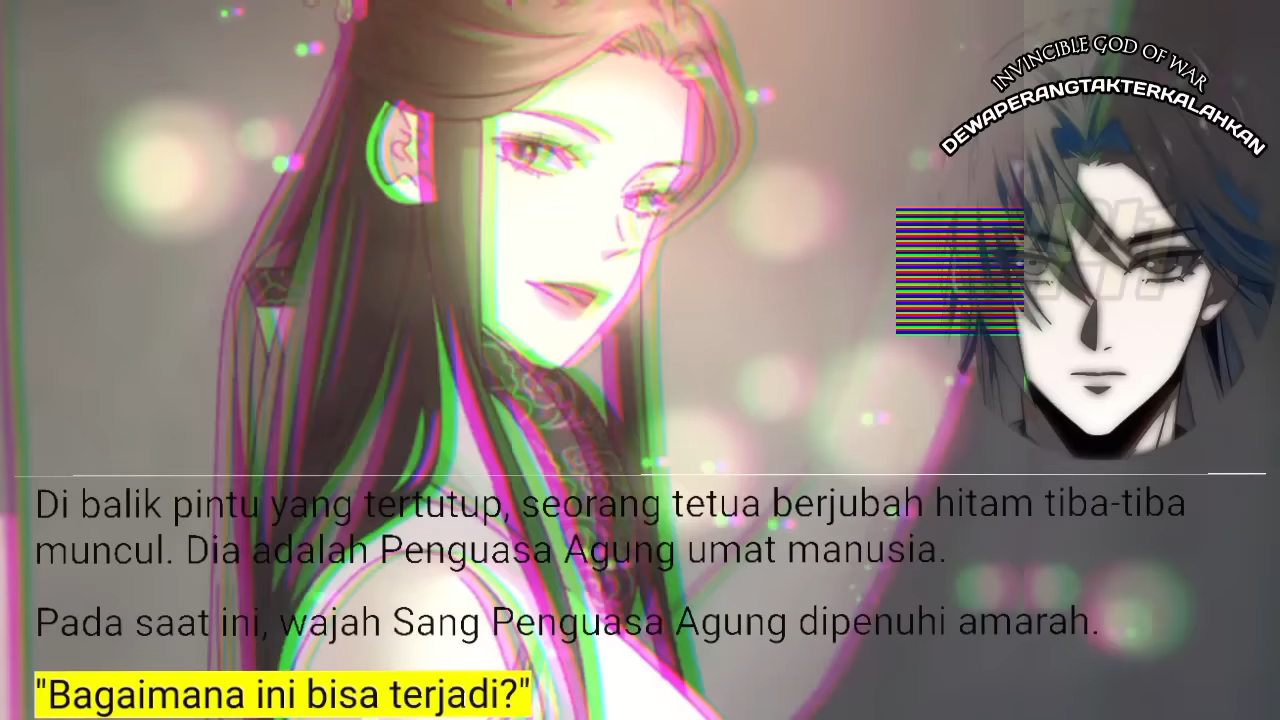 INVINCIBLE GOD OF WAR
DEWAPERANGTAKTERKALAHKAN
Di balik pintu yang tertutup, seorang tetua berjubah hitam tiba-tiba
muncul. Dia adalah Penguasa Agung umat manusia.
Pada saat ini, wajah Sang Penguasa Agung dipenuhi amarah.
"Bagaimana ini bisa terjadi?"